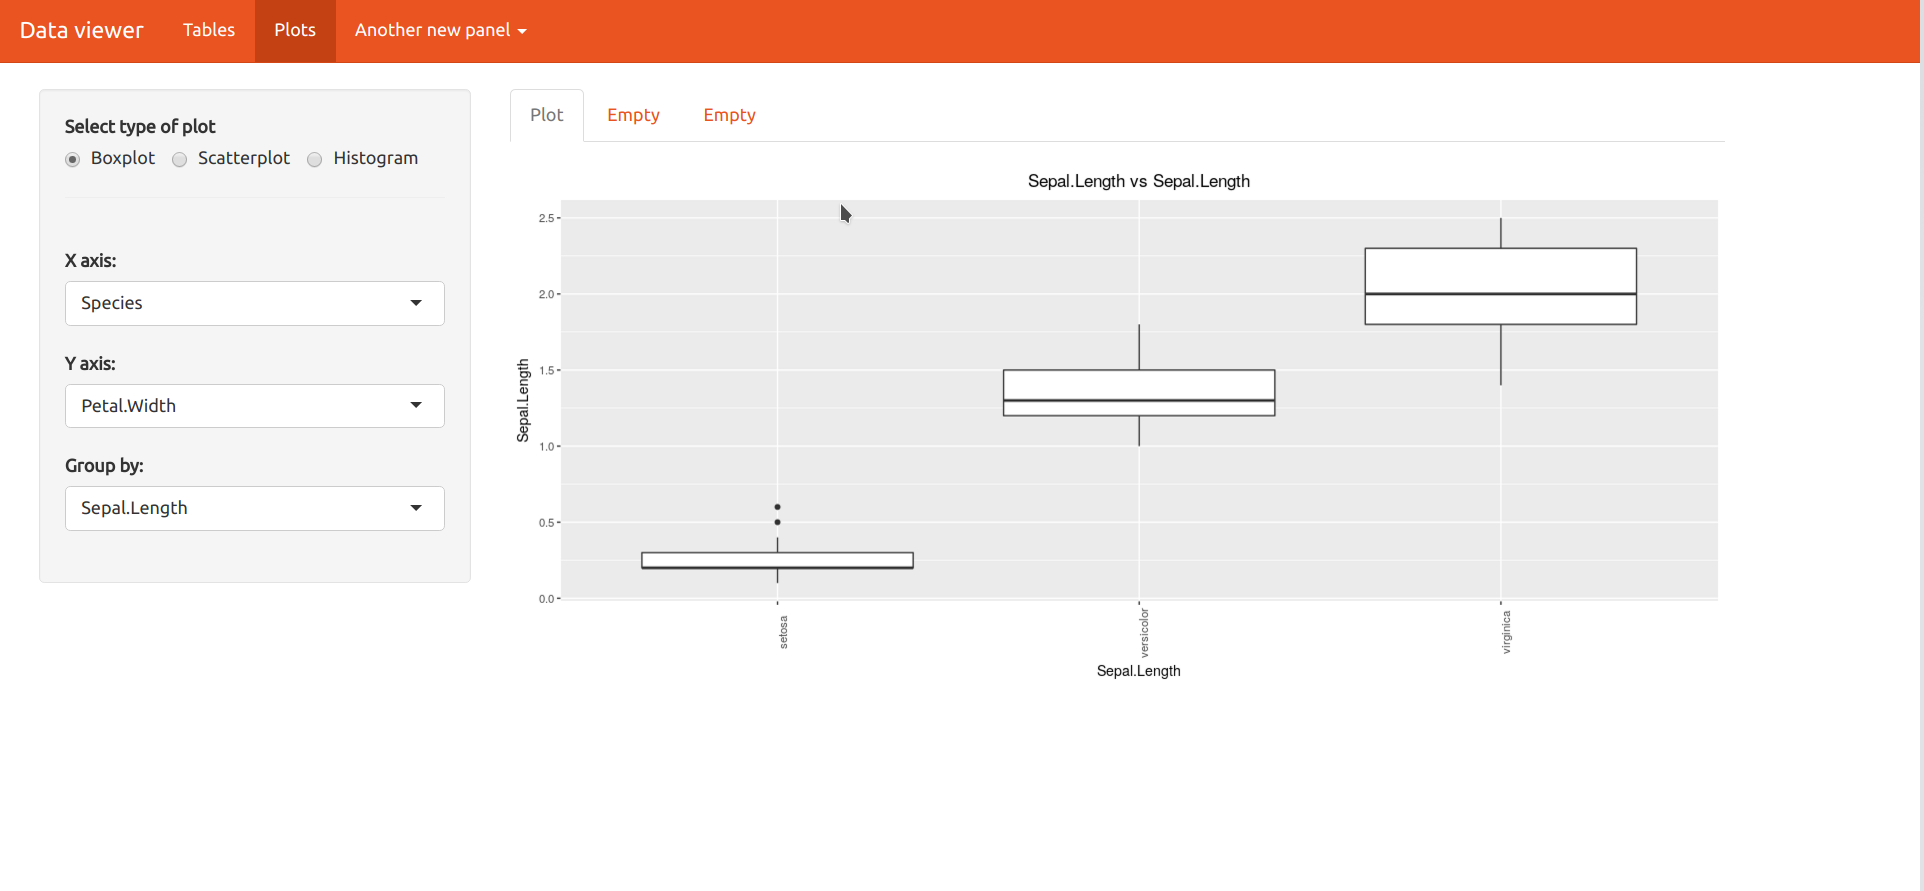 Data viewer Tables Plots Another new panel
Select type of plot
Boxplot Scatterplot Histogram
X axis:
Species
Y axis:
Petal.Width
Group by:
Sepal.Length
Plot Empty Empty
Sepal.Length vs Sepal.Length
Sepal.Length
2.5
2.0
1.5
1.0
0.5
0.0
setosa versicolor virginica
Sepal.Length